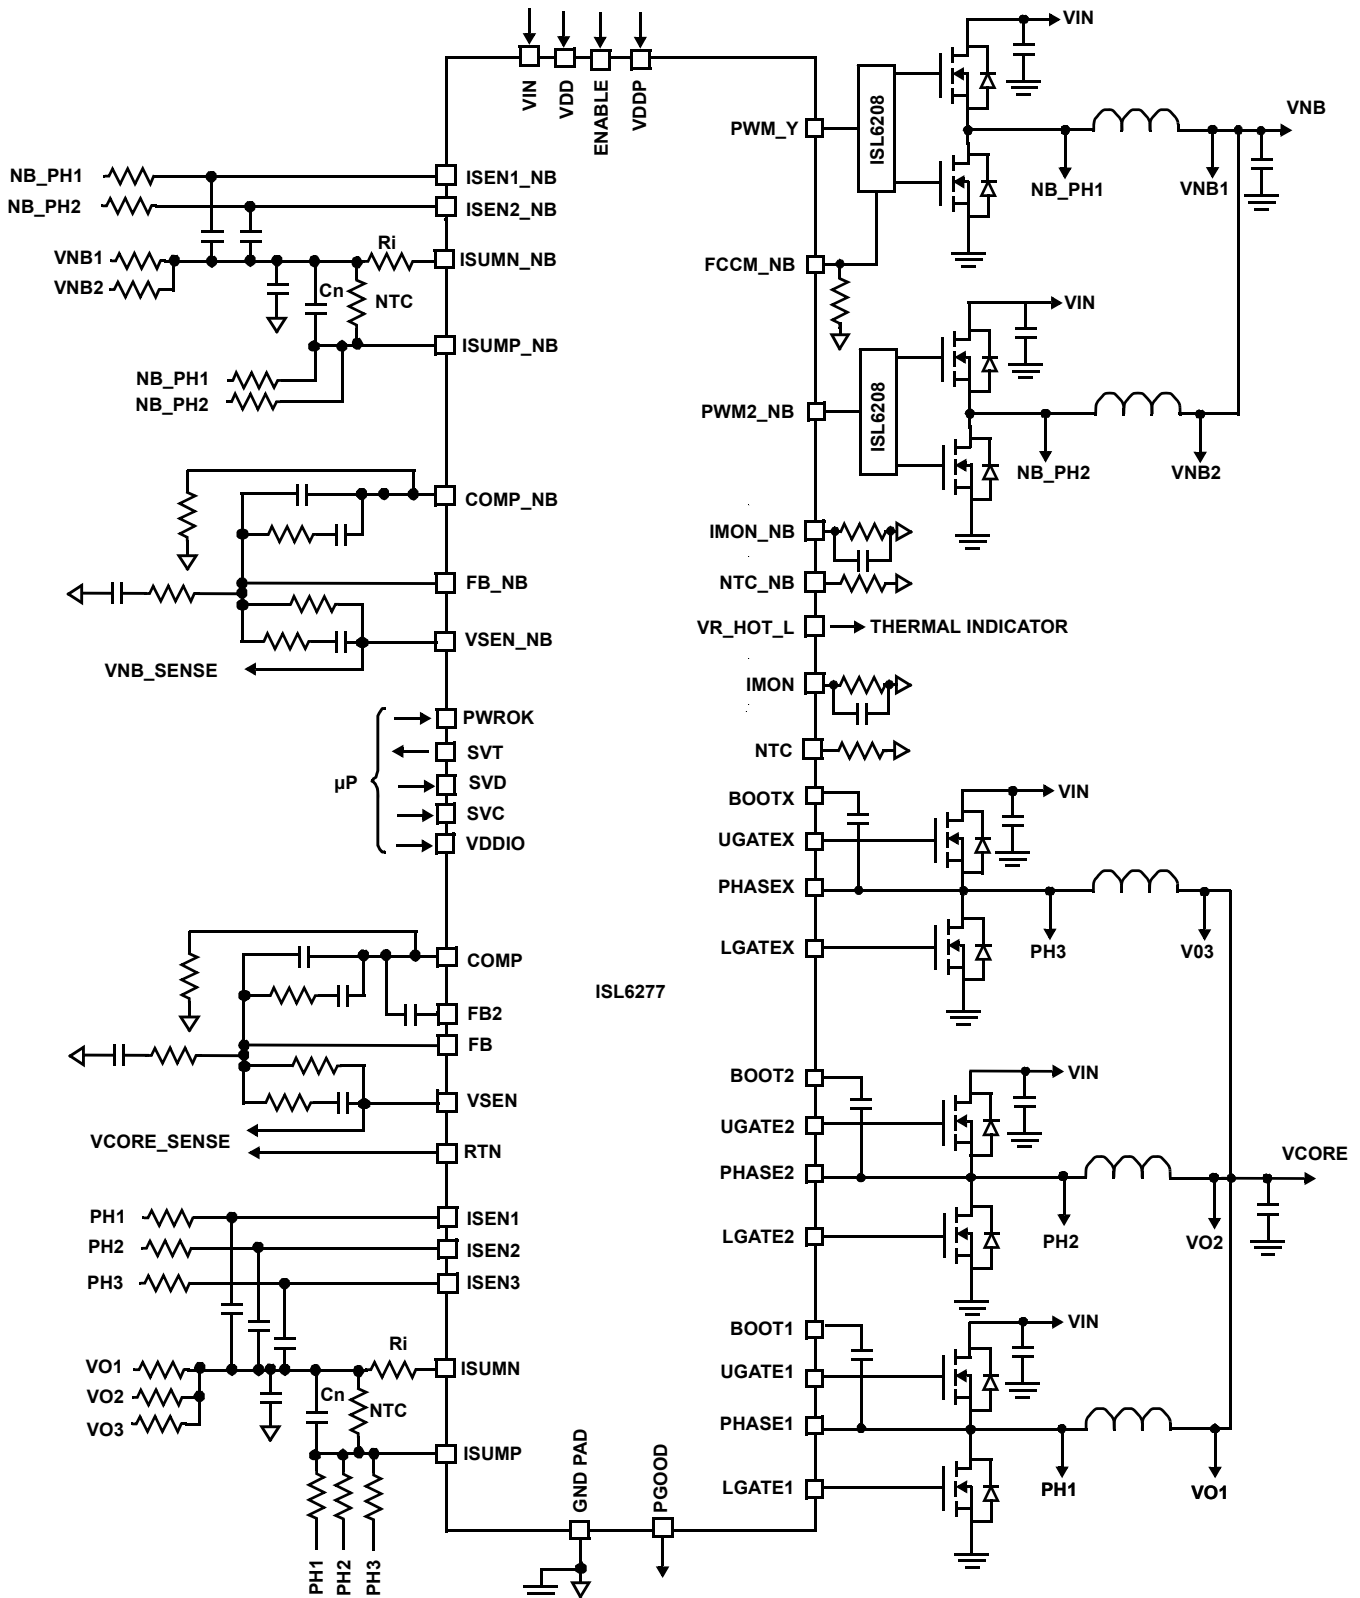 VIN
VDD
ENABLE
VDDP
VIN
PWM_Y
ISL6208
VNB
NB_PH1
VNB1
NB_PH1
NB_PH2
ISEN1_NB
ISEN2_NB
VNB1
VNB2
Ri
ISUMN_NB
Cn
NTC
ISUMP_NB
NB_PH1
NB_PH2
FCCM_NB
VIN
PWM2_NB
ISL6208
NB_PH2
VNB2
COMP_NB
FB_NB
VSEN_NB
VNB_SENSE
IMON_NB
NTC_NB
VR_HOT_L
THERMAL INDICATOR
IMON
NTC
µP
PWROK
SVT
SVD
SVC
VDDIO
BOOTX
UGATEX
PHASEX
LGATEX
VIN
PH3
V03
COMP
FB2
FB
VSEN
VCORE_SENSE
RTN
ISL6277
BOOT2
UGATE2
PHASE2
LGATE2
VIN
PH2
VO2
VCORE
PH1
PH2
PH3
ISEN1
ISEN2
ISEN3
VO1
VO2
VO3
Ri
ISUMN
Cn
NTC
ISUMP
PH1
PH2
PH3
BOOT1
UGATE1
PHASE1
LGATE1
VIN
PH1
VO1
GND PAD
PGOOD